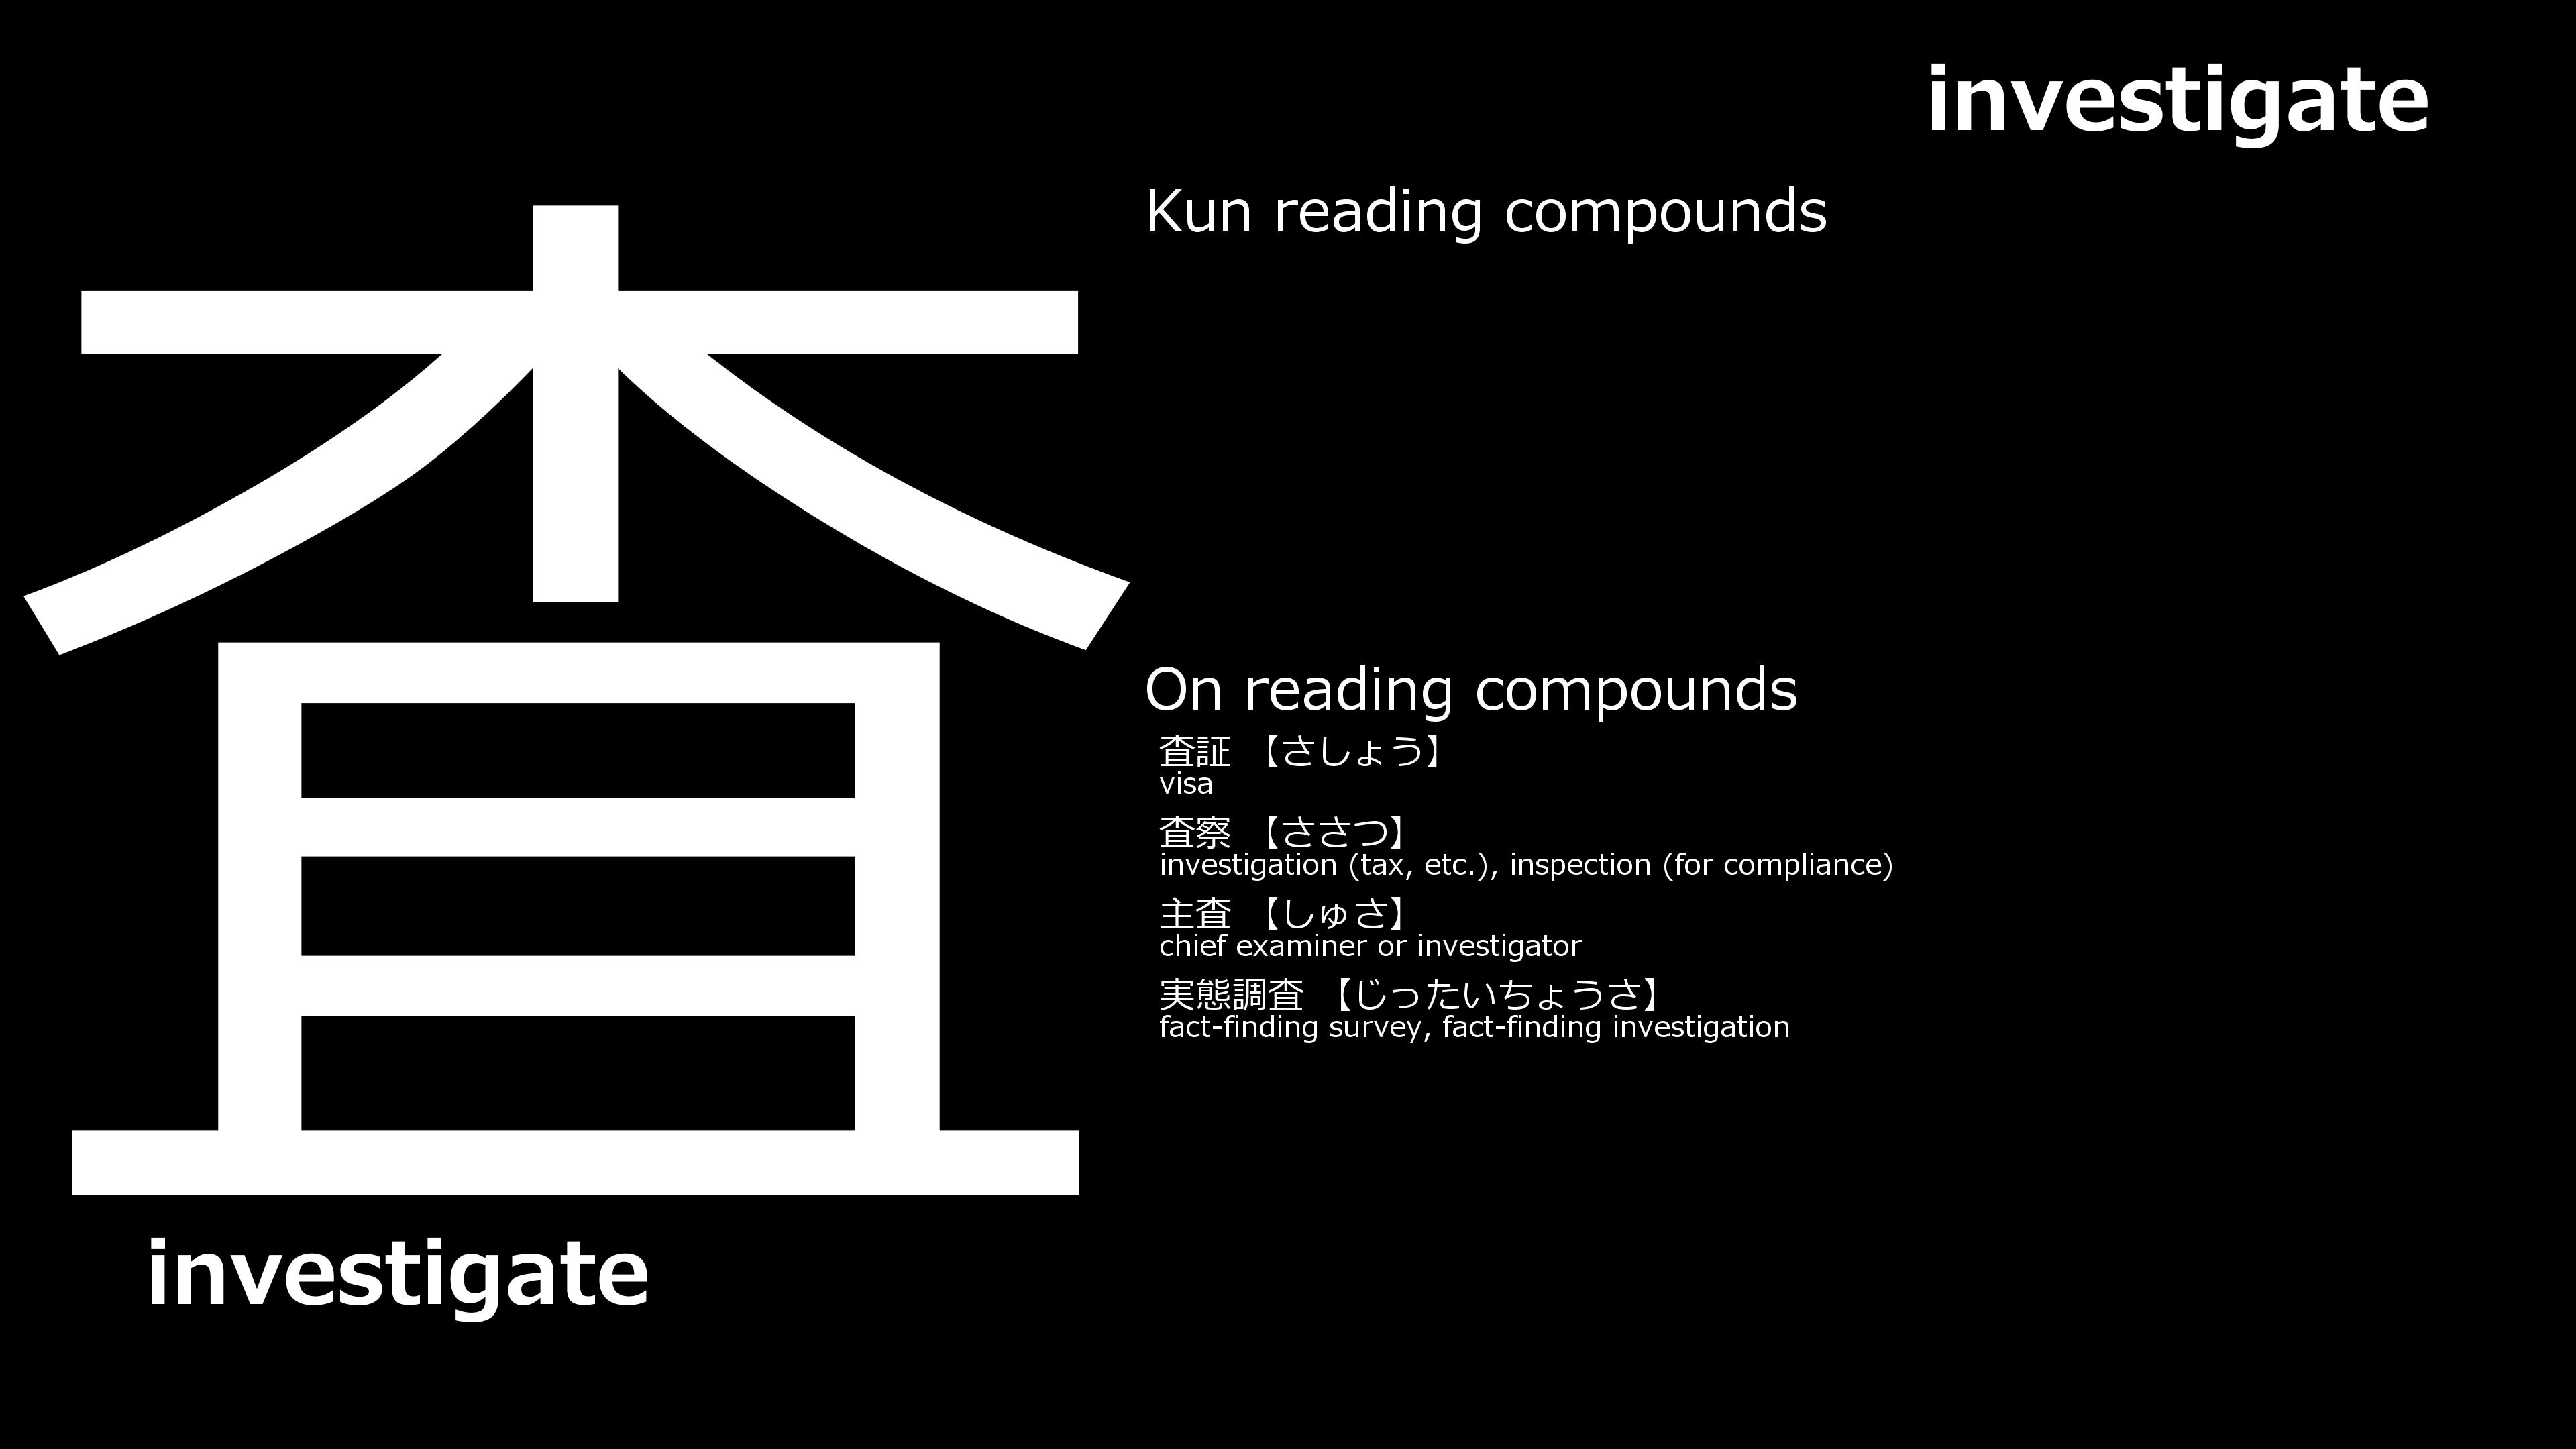 investigate
査
investigate
Kun reading compounds
On reading compounds
査証 【さしょう】
visa
査察 【ささつ】
investigation (tax, etc.), inspection (for compliance)
主査 【しゅさ】
chief examiner or investigator
実態調査 【じったいちょうさ】
fact-finding survey, fact-finding investigation